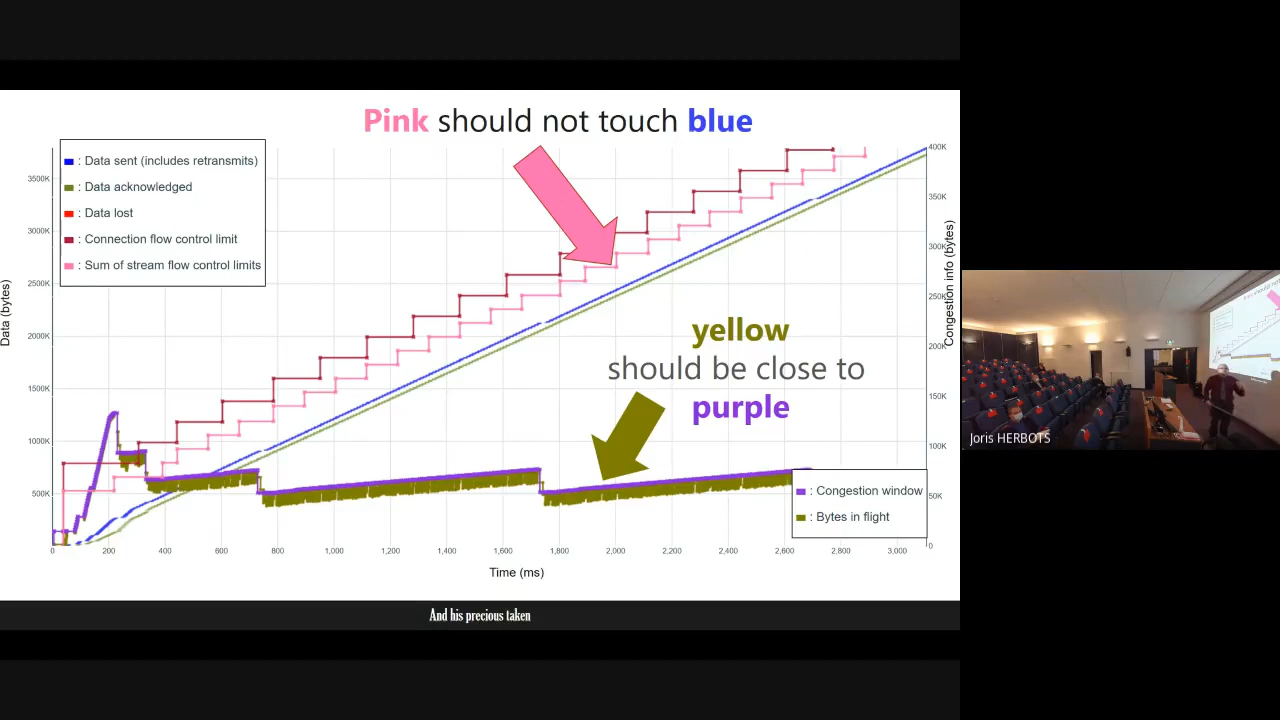 Pink should not touch blue
: Data sent (includes retransmits)
: Data acknowledged
: Data lost
: Connection flow control limit
: Sum of stream flow control limits
3500K
3000K
2500K
2000K
1500K
1000K
500K
Data (bytes)
400K
350K
300K
250K
200K
150K
100K
50K
0
Congestion info (bytes)
yellow
should be close to
purple
: Congestion window
: Bytes in flight
0 200 400 600 800 1,000 1,200 1,400 1,600 1,800 2,000 2,200 2,400 2,600 2,800 3,000
Time (ms)
And his precious taken
Joris HERBOTS